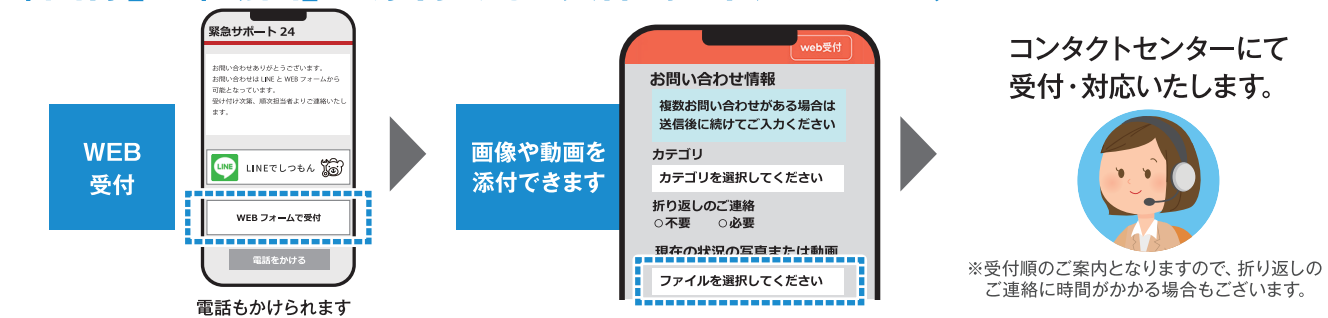 WEB
受付
緊急サポート 24
お問い合わせありがとうございます。
お問い合わせは LINE と WEB フォームから
可能となっています。
受け付け次第、順次担当者よりご連絡いたし
ます。
LINE
LINEでしつもん
WEB フォームで受付
電話をかける
電話もかけられます
画像や動画を
添付できます
web受付
お問い合わせ情報
複数お問い合わせがある場合は
送信後に続けてご入力ください
カテゴリ
カテゴリを選択してください
折り返しのご連絡
○不要 ○必要
現在の状況の写真または動画
ファイルを選択してください
コンタクトセンターにて
受付・対応いたします。
※受付順のご案内となりますので、折り返しの
ご連絡に時間がかかる場合もございます。